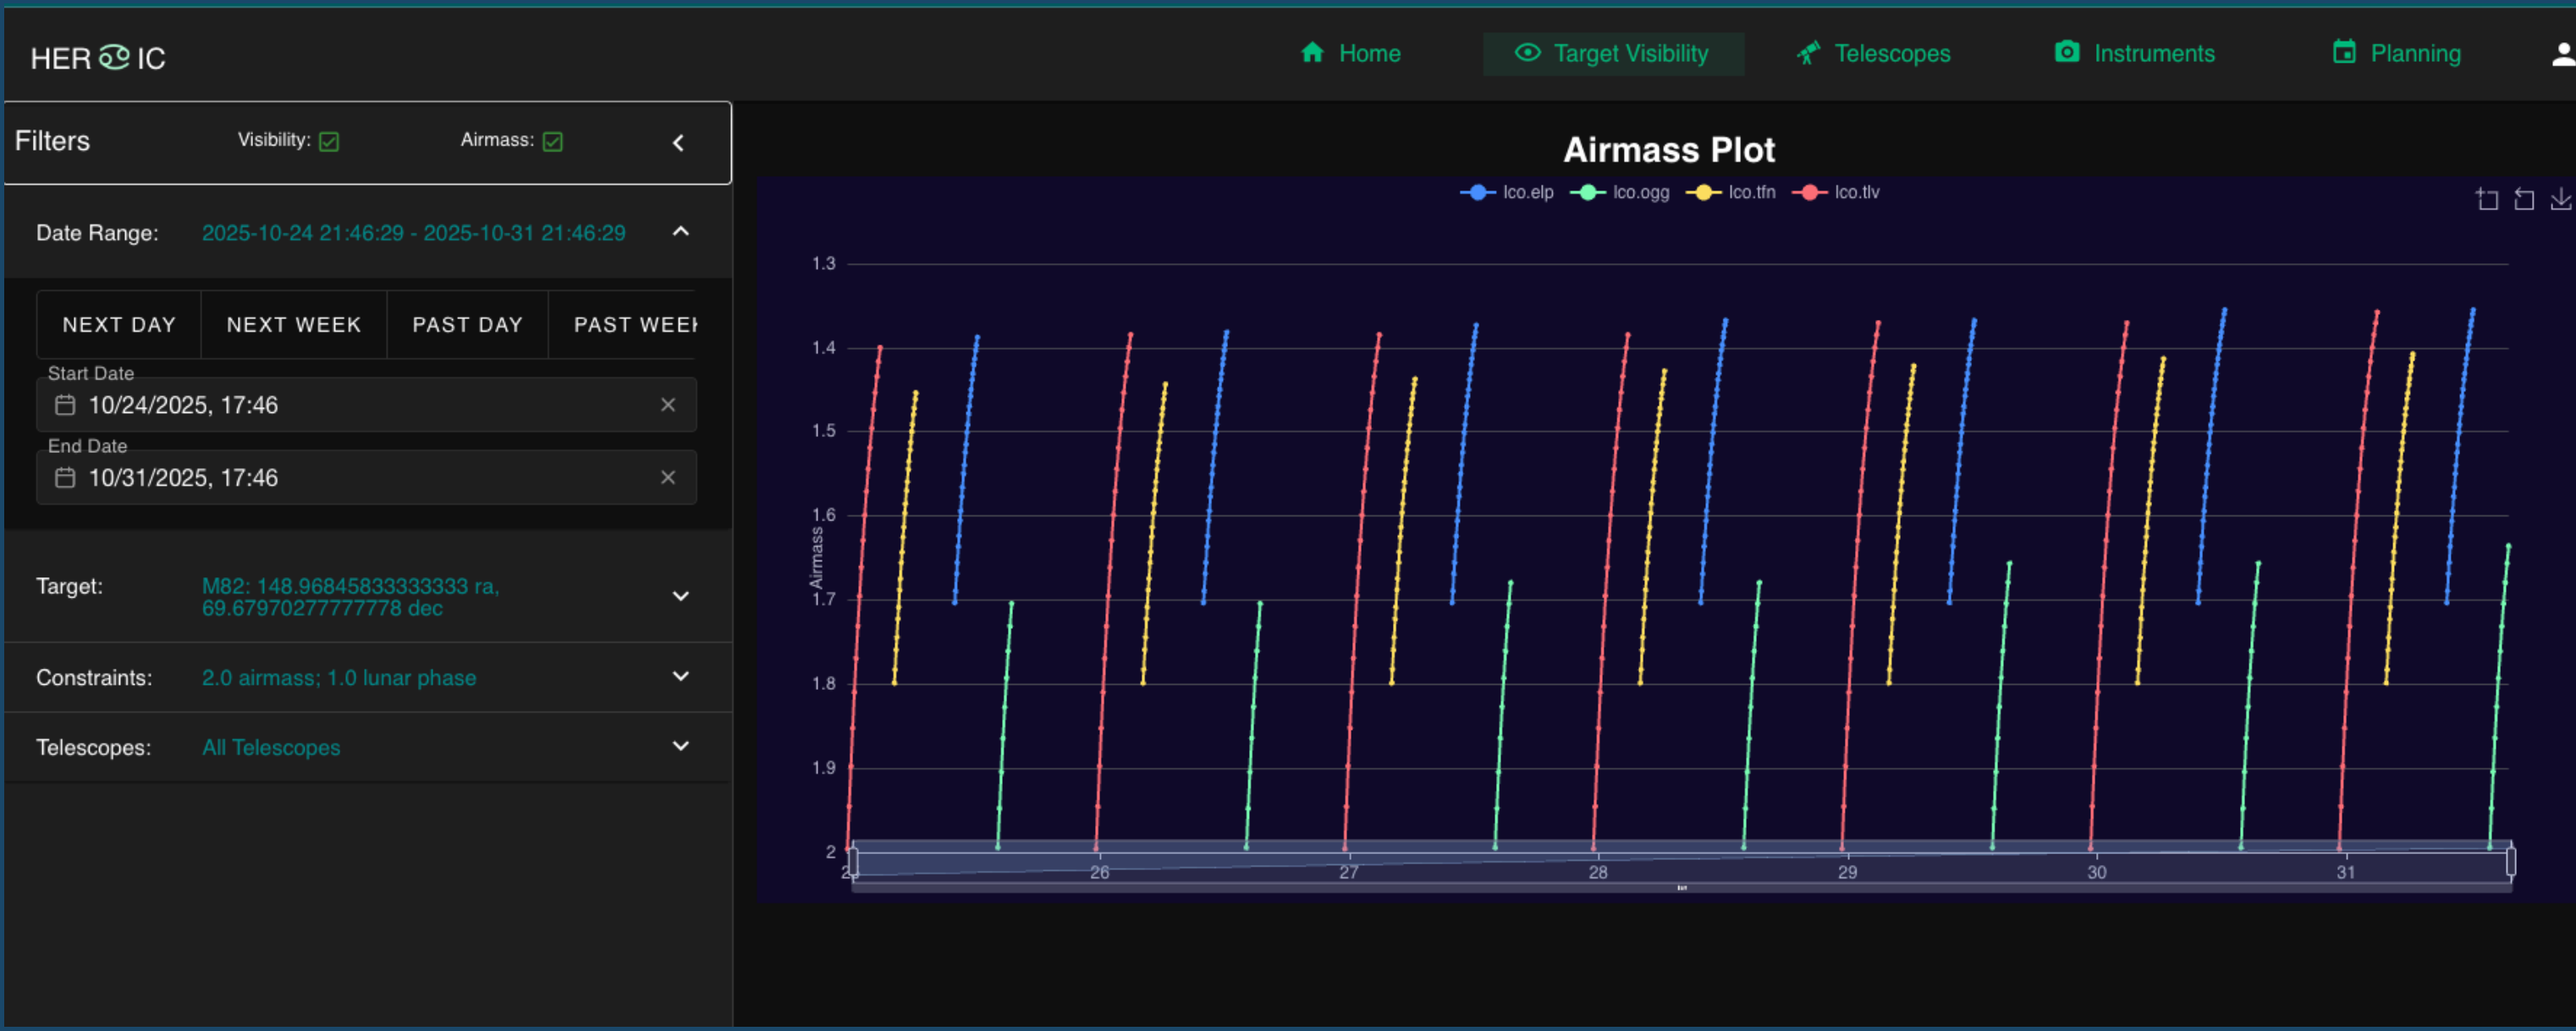 HER IC
Home
Target Visibility
Telescopes
Instruments
Planning
Filters
Visibility:
Airmass:
Date Range:
2025-10-24 21:46:29 - 2025-10-31 21:46:29
NEXT DAY
NEXT WEEK
PAST DAY
PAST WEEK
Start Date
10/24/2025, 17:46
End Date
10/31/2025, 17:46
Target:
M82: 148.96845833333333 ra,
69.67970277777778 dec
Constraints:
2.0 airmass; 1.0 lunar phase
Telescopes:
All Telescopes
Airmass Plot
lco.elp
lco.ogg
lco.tfn
lco.tlv
1.3
1.4
1.5
1.6
1.7
1.8
1.9
2
Airmass
26
27
28
29
30
31